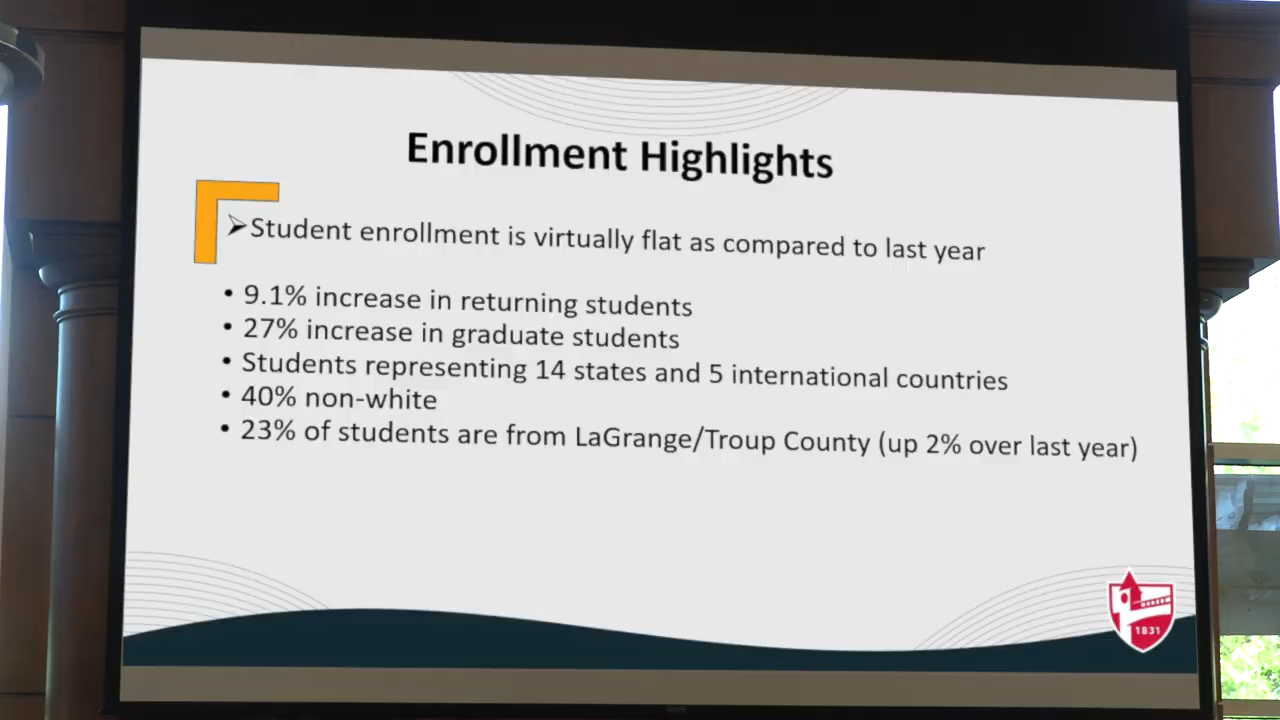 Enrollment Highlights
➢Student enrollment is virtually flat as compared to last year
• 9.1% increase in returning students
• 27% increase in graduate students
• Students representing 14 states and 5 international countries
• 40% non-white
• 23% of students are from LaGrange/Troup County (up 2% over last year)
1831